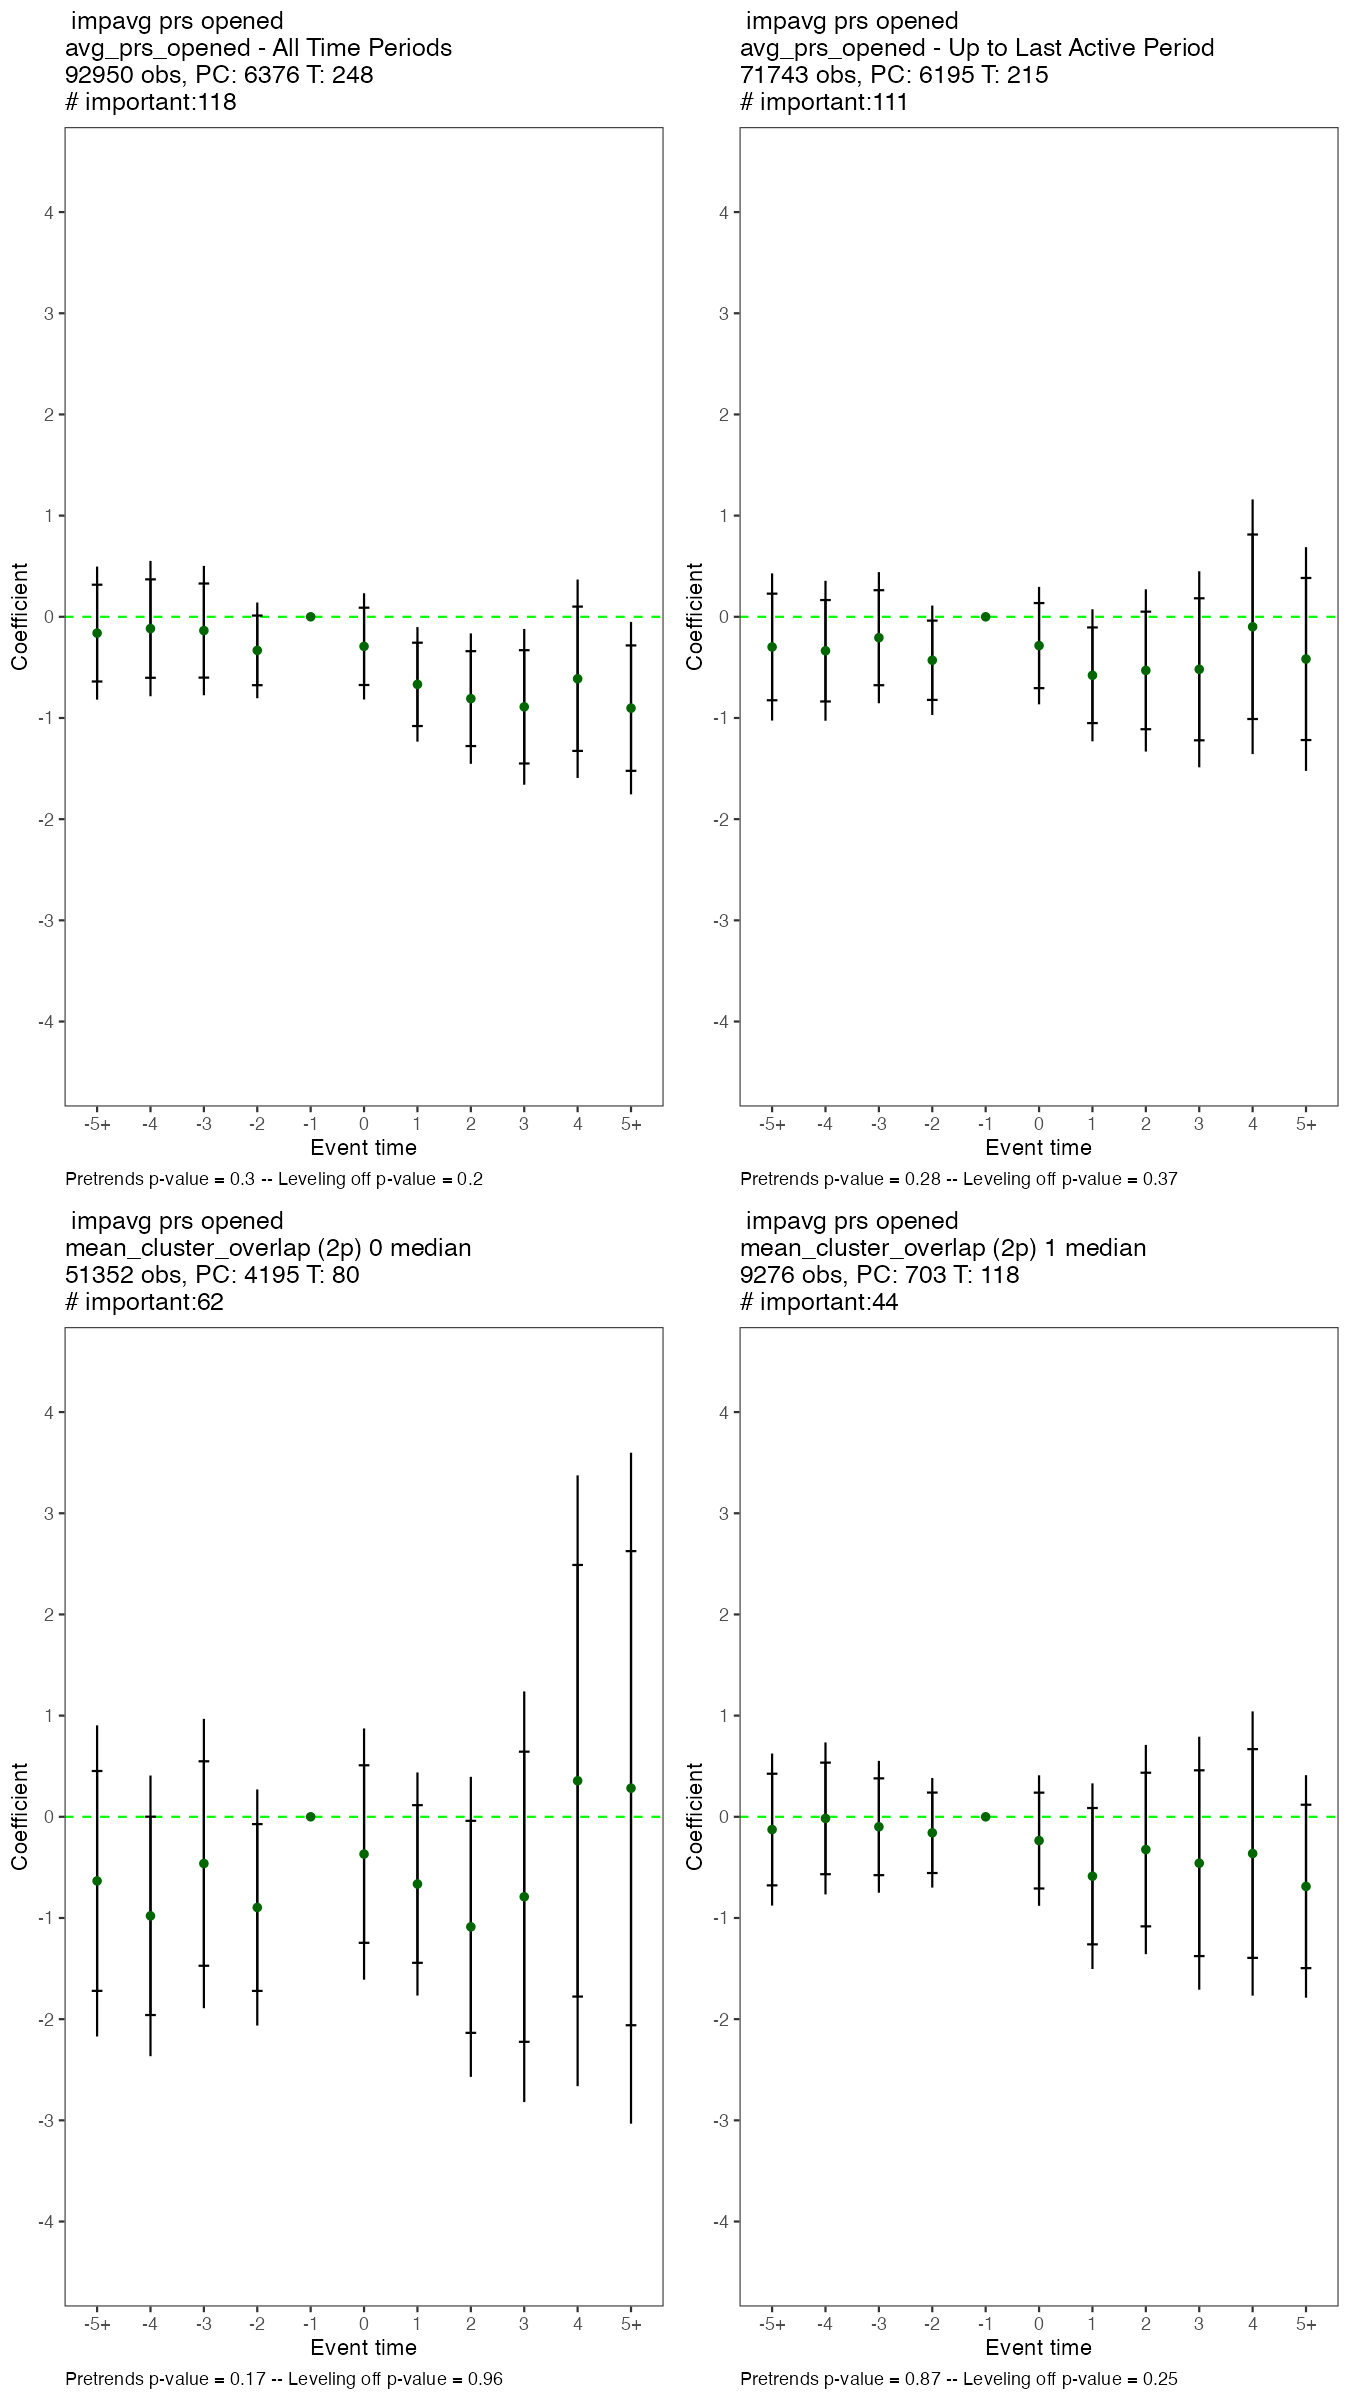 impavg prs opened
avg_prs_opened - All Time Periods
92950 obs, PC: 6376 T: 248
# important:118
4
3
2
1
0
-1
-2
-3
-4
Coefficient
-5+ -4 -3 -2 -1 0 1 2 3 4 5+
Event time
Pretrends p-value = 0.3 -- Leveling off p-value = 0.2
impavg prs opened
avg_prs_opened - Up to Last Active Period
71743 obs, PC: 6195 T: 215
# important:111
4
3
2
1
0
-1
-2
-3
-4
Coefficient
-5+ -4 -3 -2 -1 0 1 2 3 4 5+
Event time
Pretrends p-value = 0.28 -- Leveling off p-value = 0.37
impavg prs opened
mean_cluster_overlap (2p) 0 median
51352 obs, PC: 4195 T: 80
# important:62
4
3
2
1
0
-1
-2
-3
-4
Coefficient
-5+ -4 -3 -2 -1 0 1 2 3 4 5+
Event time
Pretrends p-value = 0.17 -- Leveling off p-value = 0.96
impavg prs opened
mean_cluster_overlap (2p) 1 median
9276 obs, PC: 703 T: 118
# important:44
4
3
2
1
0
-1
-2
-3
-4
Coefficient
-5+ -4 -3 -2 -1 0 1 2 3 4 5+
Event time
Pretrends p-value = 0.87 -- Leveling off p-value = 0.25